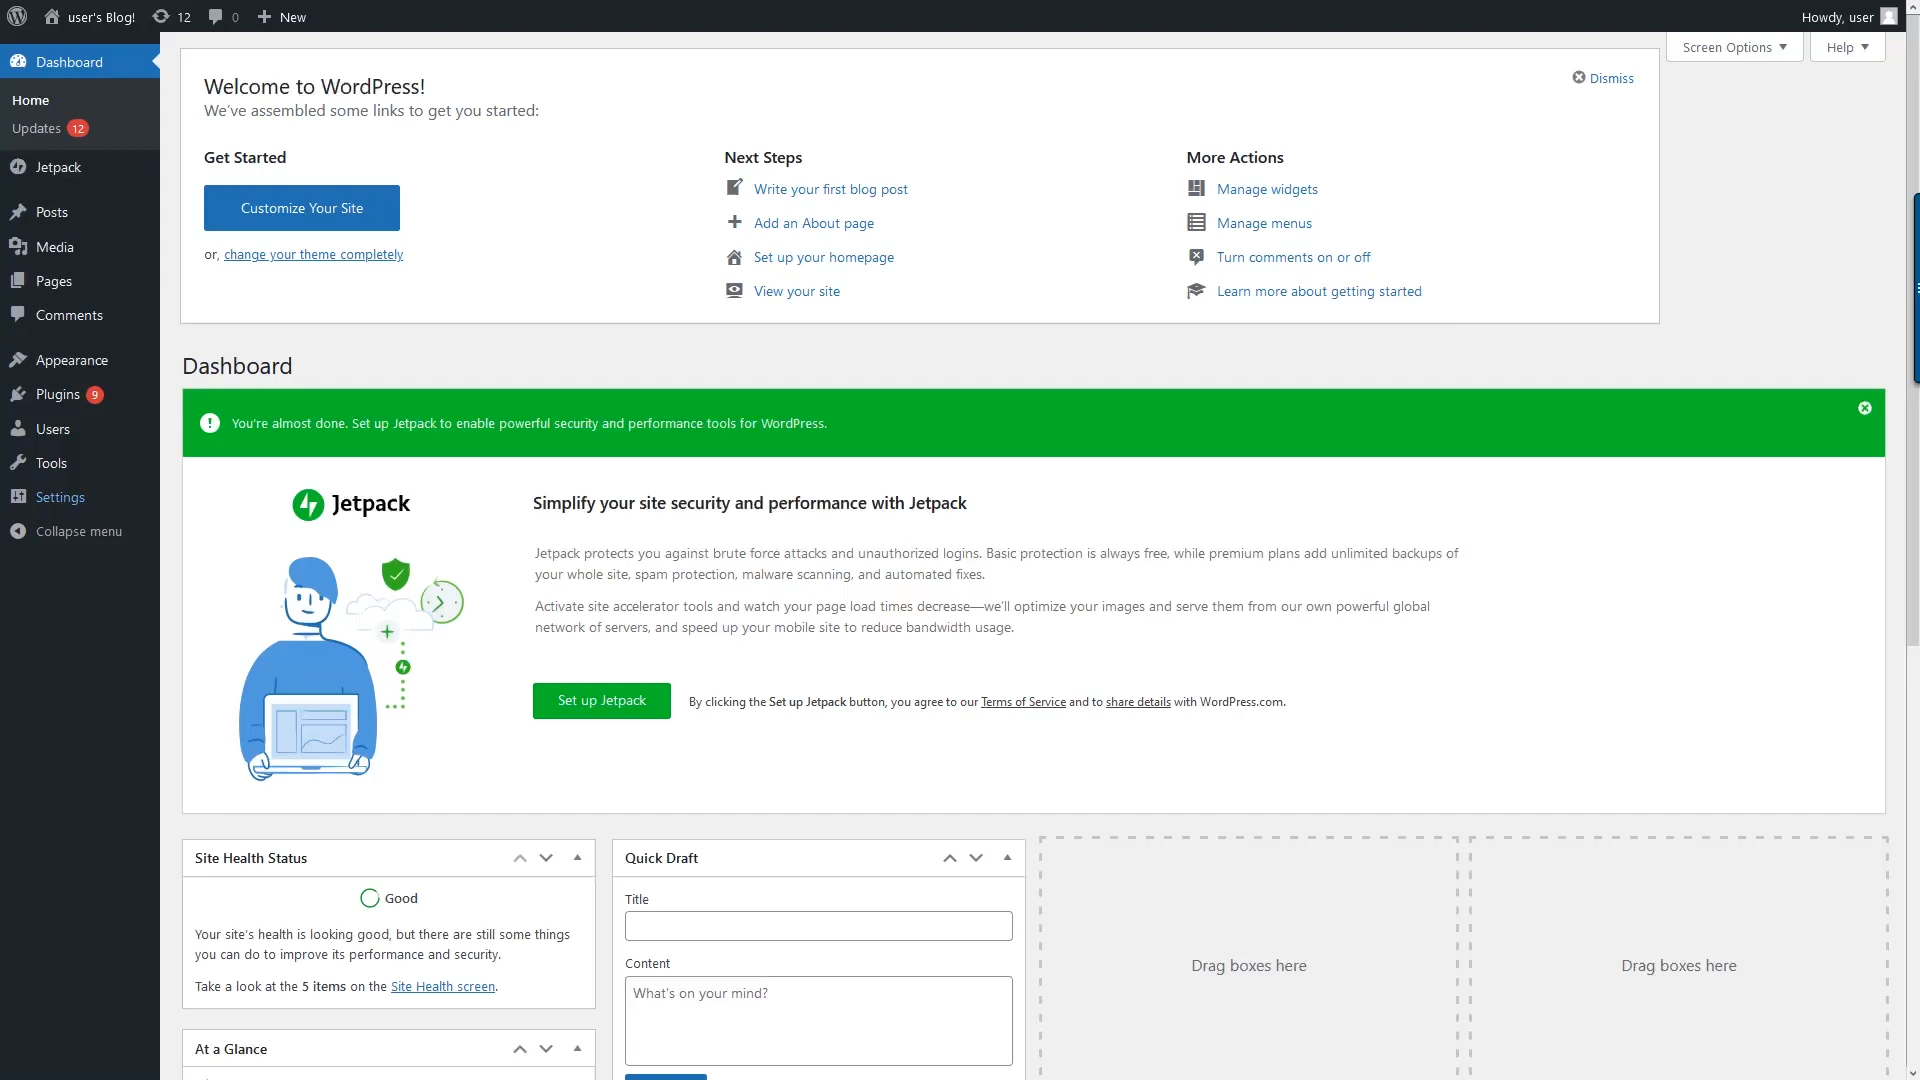 user's Blog!
12
0
New
Howdy, user
Dashboard
Home
Updates 12
Jetpack
Posts
Media
Pages
Comments
Appearance
Plugins 9
Users
Tools
Settings
Collapse menu
Screen Options
Help
Welcome to WordPress!
Dismiss
We've assembled some links to get you started:
Get Started
Customize Your Site
or, change your theme completely
Next Steps
Write your first blog post
Add an About page
Set up your homepage
View your site
More Actions
Manage widgets
Manage menus
Turn comments on or off
Learn more about getting started
Dashboard
You're almost done. Set up Jetpack to enable powerful security and performance tools for WordPress.
Jetpack
Simplify your site security and performance with Jetpack
Jetpack protects you against brute force attacks and unauthorized logins. Basic protection is always free, while premium plans add unlimited backups of
your whole site, spam protection, malware scanning, and automated fixes.
Activate site accelerator tools and watch your page load times decrease—we'll optimize your images and serve them from our own powerful global
network of servers, and speed up your mobile site to reduce bandwidth usage.
Set up Jetpack
By clicking the Set up Jetpack button, you agree to our Terms of Service and to share details with WordPress.com.
Site Health Status
Good
Your site's health is looking good, but there are still some things
you can do to improve its performance and security.
Take a look at the 5 items on the Site Health screen.
At a Glance
Quick Draft
Title
Content
What's on your mind?
Drag boxes here
Drag boxes here